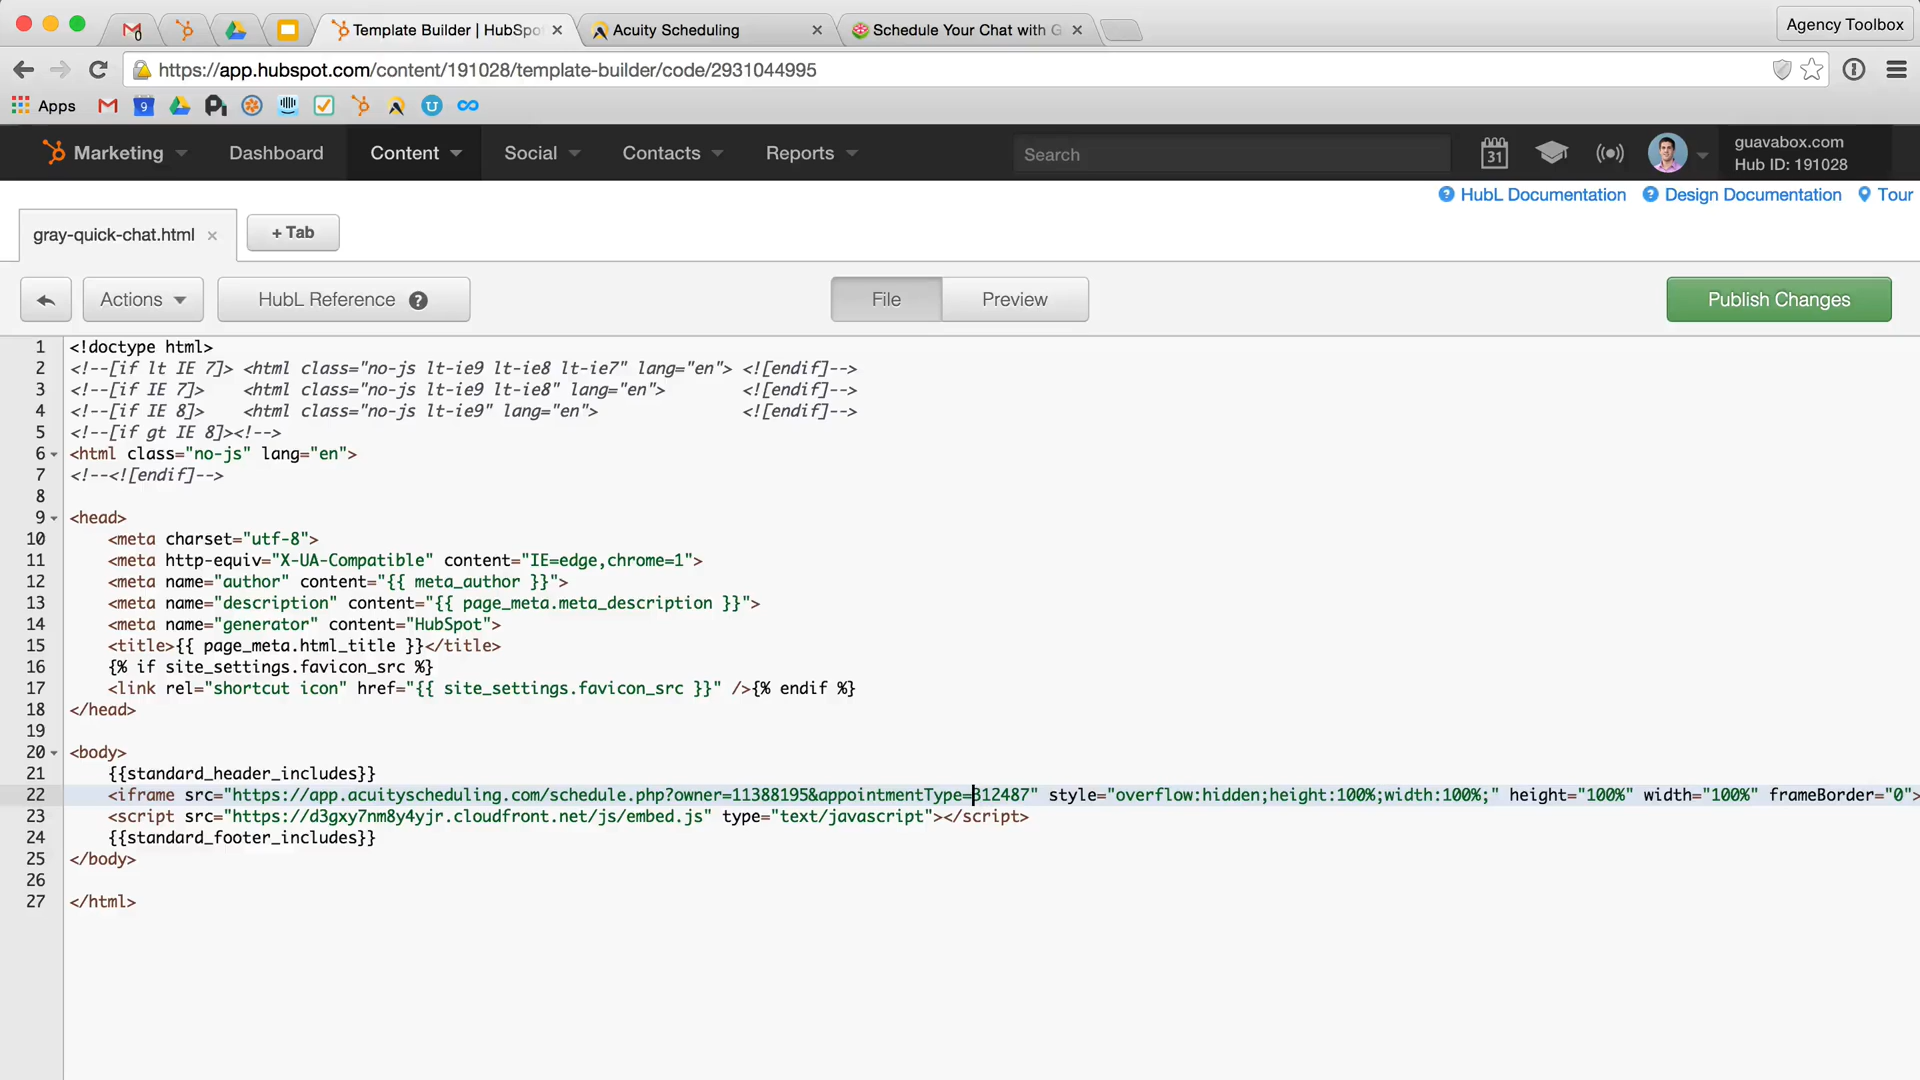 Template Builder | HubSpo
Acuity Scheduling
Schedule Your Chat with G
Agency Toolbox
https://app.hubspot.com/content/191028/template-builder/code/2931044995
Apps
9
U
Marketing
Dashboard
Content
Social
Contacts
Reports
Search
31
guavabox.com
Hub ID: 191028
HubL Documentation
Design Documentation
Tour
gray-quick-chat.html
+ Tab
Actions
HubL Reference ?
File
Preview
Publish Changes
1 <!doctype html>
2 <!--[if lt IE 7]> <html class="no-js lt-ie9 lt-ie8 lt-ie7" lang="en"> <![endif]-->
3 <!--[if IE 7]>    <html class="no-js lt-ie9 lt-ie8" lang="en">        <![endif]-->
4 <!--[if IE 8]>    <html class="no-js lt-ie9" lang="en">               <![endif]-->
5 <!--[if gt IE 8]><!-->
6 <html class="no-js" lang="en">
7 <!--<![endif]-->
8
9 <head>
10     <meta charset="utf-8">
11     <meta http-equiv="X-UA-Compatible" content="IE=edge,chrome=1">
12     <meta name="author" content="{{ meta_author }}">
13     <meta name="description" content="{{ page_meta.meta_description }}">
14     <meta name="generator" content="HubSpot">
15     <title>{{ page_meta.html_title }}</title>
16     {% if site_settings.favicon_src %}
17     <link rel="shortcut icon" href="{{ site_settings.favicon_src }}" />{% endif %}
18 </head>
19
20 <body>
21     {{standard_header_includes}}
22     <iframe src="https://app.acuityscheduling.com/schedule.php?owner=11388195&appointmentType=312487" style="overflow:hidden;height:100%;width:100%;" height="100%" width="100%" frameBorder="0">
23     <script src="https://d3gxy7nm8y4yjr.cloudfront.net/js/embed.js" type="text/javascript"></script>
24     {{standard_footer_includes}}
25 </body>
26
27 </html>